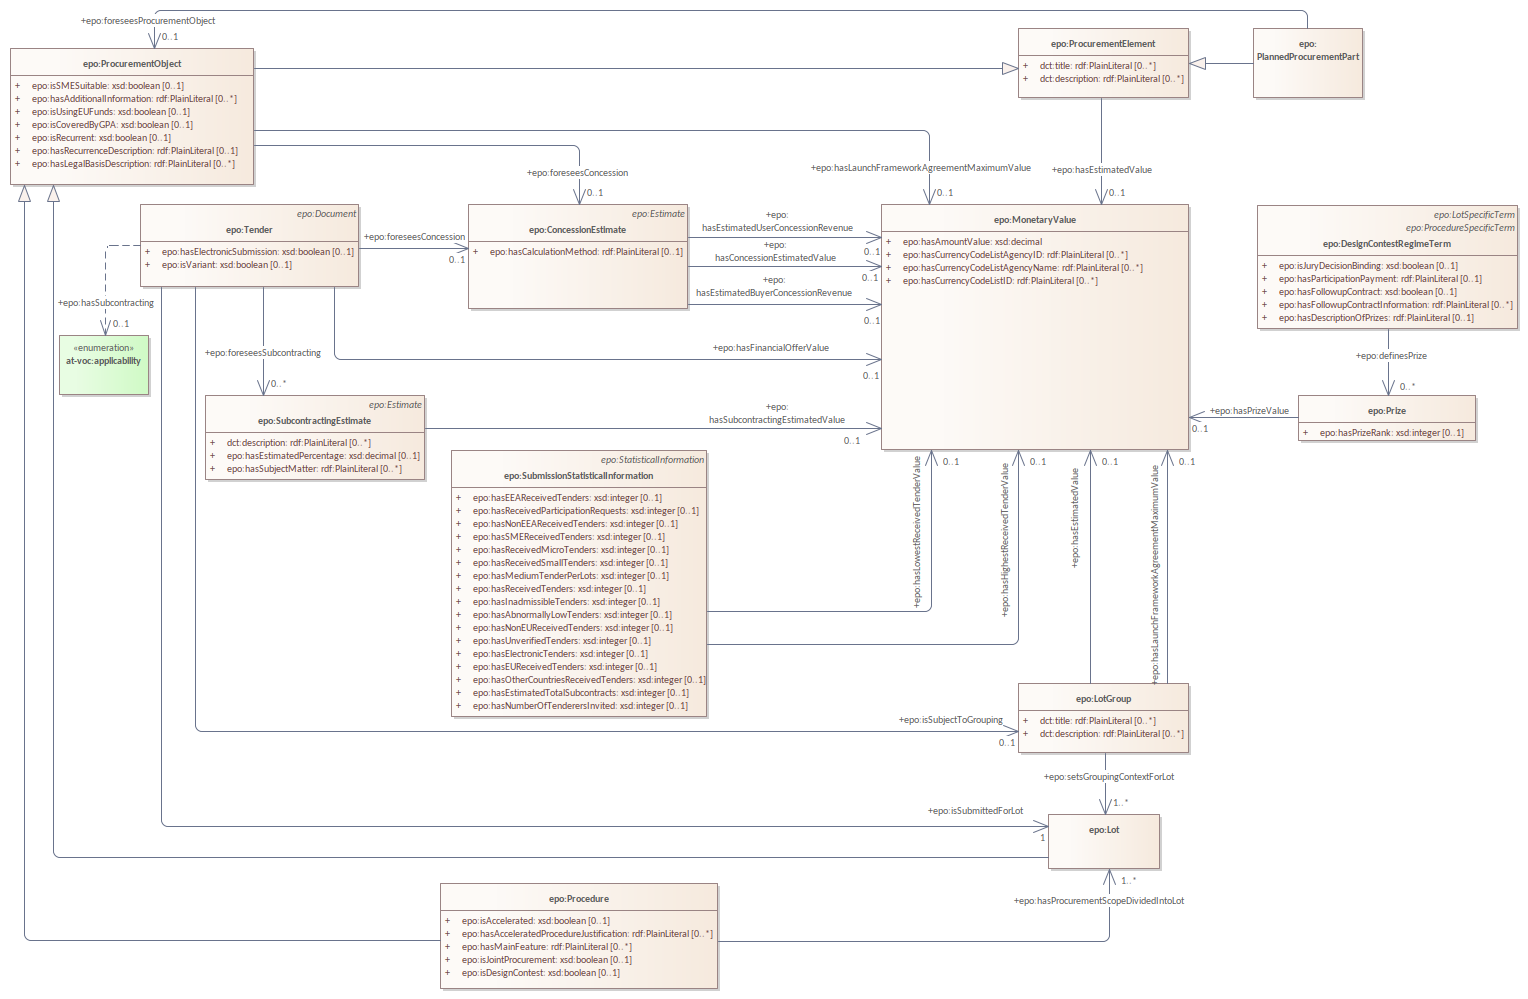 +epo:foreseesProcurementObject
0..1
epo:ProcurementObject
+ epo:isSMESuitable: xsd:boolean [0..1]
+ epo:hasAdditionalInformation: rdf:PlainLiteral [0..*]
+ epo:isUsingEUFunds: xsd:boolean [0..1]
+ epo:isCoveredByGPA: xsd:boolean [0..1]
+ epo:isRecurrent: xsd:boolean [0..1]
+ epo:hasRecurrenceDescription: rdf:PlainLiteral [0..1]
+ epo:hasLegalBasisDescription: rdf:PlainLiteral [0..*]
epo:ProcurementElement
+ dct:title: rdf:PlainLiteral [0..*]
+ dct:description: rdf:PlainLiteral [0..*]
epo:
PlannedProcurementPart
+epo:foreseesConcession
0..1
+epo:hasLaunchFrameworkAgreementMaximumValue
0..1
+epo:hasEstimatedValue
0..1
epo:Document
epo:Tender
+ epo:hasElectronicSubmission: xsd:boolean [0..1]
+ epo:isVariant: xsd:boolean [0..1]
+epo:foreseesConcession
0..1
epo:Estimate
epo:ConcessionEstimate
+ epo:hasCalculationMethod: rdf:PlainLiteral [0..1]
+epo:
hasEstimatedUserConcessionRevenue
0..1
+epo:
hasConcessionEstimatedValue
0..1
+epo:
hasEstimatedBuyerConcessionRevenue
0..1
epo:MonetaryValue
+ epo:hasAmountValue: xsd:decimal
+ epo:hasCurrencyCodeListAgencyID: rdf:PlainLiteral [0..*]
+ epo:hasCurrencyCodeListAgencyName: rdf:PlainLiteral [0..*]
+ epo:hasCurrencyCodeListID: rdf:PlainLiteral [0..*]
epo:LotSpecificTerm
epo:ProcedureSpecificTerm
epo:DesignContestRegimeTerm
+ epo:isJuryDecisionBinding: xsd:boolean [0..1]
+ epo:hasParticipationPayment: rdf:PlainLiteral [0..1]
+ epo:hasFollowupContract: xsd:boolean [0..1]
+ epo:hasFollowupContractInformation: rdf:PlainLiteral [0..*]
+ epo:hasDescriptionOfPrizes: rdf:PlainLiteral [0..1]
+epo:hasSubcontracting
0..1
«enumeration»
at-voc:applicability
+epo:foreseesSubcontracting
0..*
+epo:hasFinancialOfferValue
0..1
+epo:definesPrize
0..*
epo:Estimate
epo:SubcontractingEstimate
+ dct:description: rdf:PlainLiteral [0..*]
+ epo:hasEstimatedPercentage: xsd:decimal [0..1]
+ epo:hasSubjectMatter: rdf:PlainLiteral [0..*]
+epo:
hasSubcontractingEstimatedValue
0..1
+epo:hasPrizeValue
0..1
epo:Prize
+ epo:hasPrizeRank: xsd:integer [0..1]
epo:StatisticalInformation
epo:SubmissionStatisticalInformation
+ epo:hasEEAReceivedTenders: xsd:integer [0..1]
+ epo:hasReceivedParticipationRequests: xsd:integer [0..1]
+ epo:hasNonEEAReceivedTenders: xsd:integer [0..1]
+ epo:hasSMEReceivedTenders: xsd:integer [0..1]
+ epo:hasReceivedMicroTenders: xsd:integer [0..1]
+ epo:hasReceivedSmallTenders: xsd:integer [0..1]
+ epo:hasMediumTenderPerLots: xsd:integer [0..1]
+ epo:hasReceivedTenders: xsd:integer [0..1]
+ epo:hasInadmissibleTenders: xsd:integer [0..1]
+ epo:hasAbnormallyLowTenders: xsd:integer [0..1]
+ epo:hasNonEUReceivedTenders: xsd:integer [0..1]
+ epo:hasUnverifiedTenders: xsd:integer [0..1]
+ epo:hasElectronicTenders: xsd:integer [0..1]
+ epo:hasEUReceivedTenders: xsd:integer [0..1]
+ epo:hasOtherCountriesReceivedTenders: xsd:integer [0..1]
+ epo:hasEstimatedTotalSubcontracts: xsd:integer [0..1]
+ epo:hasNumberOfTenderersInvited: xsd:integer [0..1]
+epo:hasLowestReceivedTenderValue
0..1
+epo:hasHighestReceivedTenderValue
0..1
+epo:hasEstimatedValue
0..1
+epo:hasLaunchFrameworkAgreementMaximumValue
0..1
+epo:isSubjectToGrouping
0..1
epo:LotGroup
+ dct:title: rdf:PlainLiteral [0..*]
+ dct:description: rdf:PlainLiteral [0..*]
+epo:setsGroupingContextForLot
1..*
+epo:isSubmittedForLot
1
epo:Lot
1..*
+epo:hasProcurementScopeDividedIntoLot
epo:Procedure
+ epo:isAccelerated: xsd:boolean [0..1]
+ epo:hasAcceleratedProcedureJustification: rdf:PlainLiteral [0..*]
+ epo:hasMainFeature: rdf:PlainLiteral [0..*]
+ epo:isJointProcurement: xsd:boolean [0..1]
+ epo:isDesignContest: xsd:boolean [0..1]